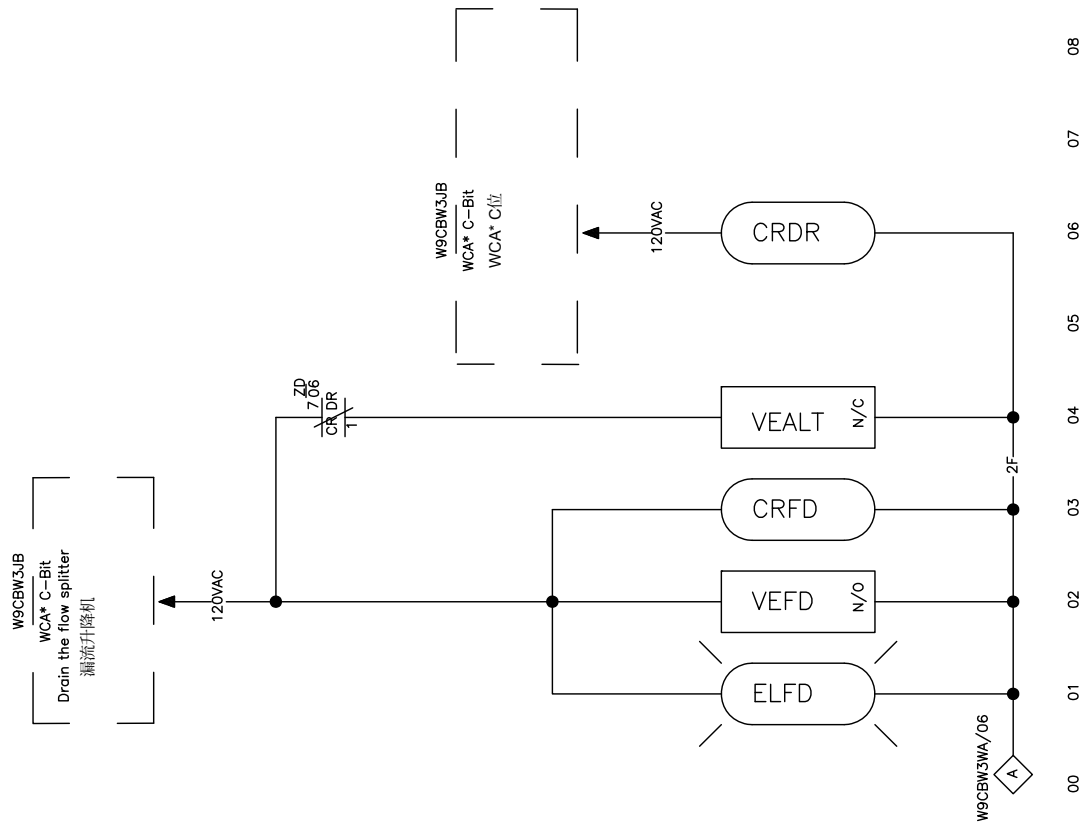 08
07
06
05
04
03
02
01
00
W9CBW3JB
WCA* C-Bit
WCA* C位
120VAC
CRDR
ZD
7.06
CR DR
1
VEALT
N/C
2F
W9CBW3JB
WCA* C-Bit
Drain the flow splitter
漏流升降机
120VAC
CRFD
VEFD
N/O
ELFD
W9CBW3WA/06
A